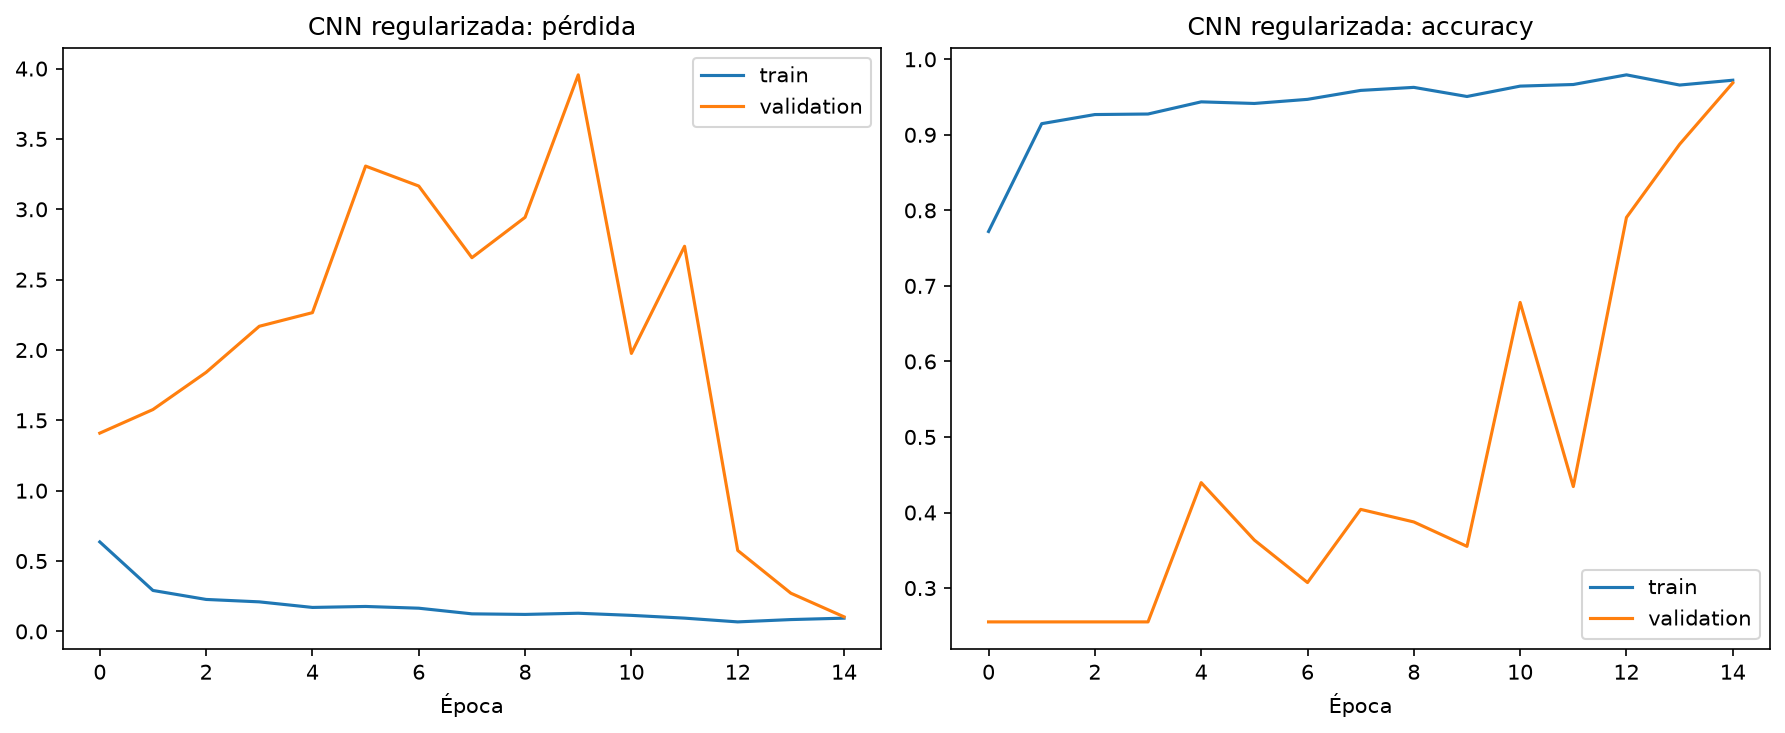 CNN regularizada: pérdida
4.0
3.5
3.0
2.5
2.0
1.5
1.0
0.5
0.0
train
validation
0 2 4 6 8 10 12 14
Época
CNN regularizada: accuracy
1.0
0.9
0.8
0.7
0.6
0.5
0.4
0.3
train
validation
0 2 4 6 8 10 12 14
Época